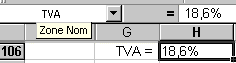 TVA = 18,6%
Zone Nom G H
106 TVA = 18,6%